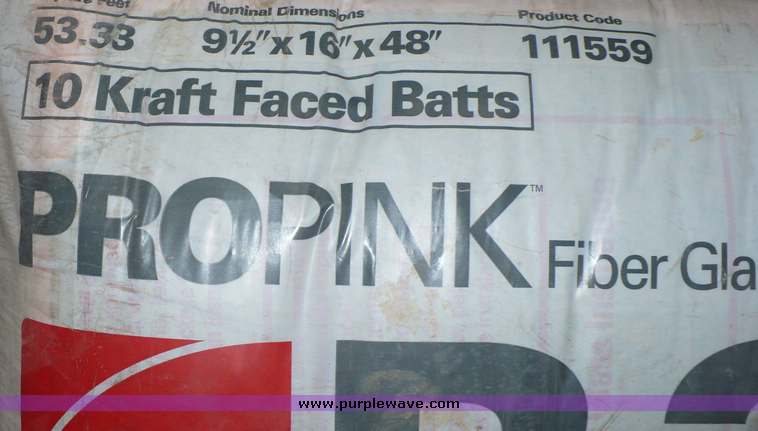 Feet Nominal Dimensions Product Code
53.33 9½"x16"x48" 111559
10 Kraft Faced Batts
PROPINK™ Fiber
www.purplewave.com